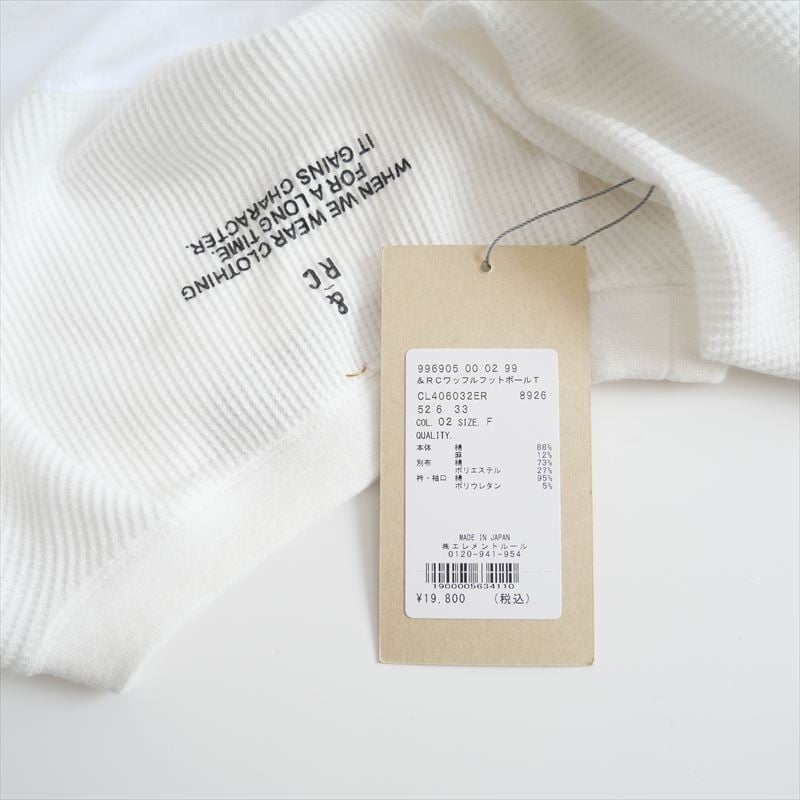 WHEN WE WEAR CLOTHING
FOR A LONG TIME.
IT GAINS CHARACTER.
&
RC
996905 00 02 99
&RCワッフルフットボールT
CL406032ER 8926
52 6 33
COL. 02 SIZE. F
QUALITY.
本体 綿 88%
麻 12%
別布 綿 73%
ポリエステル 27%
衿・袖口 綿 95%
ポリウレタン 5%
MADE IN JAPAN
㈱エレメントルール
0120-941-954
1900005634110
¥19,800 (税込)